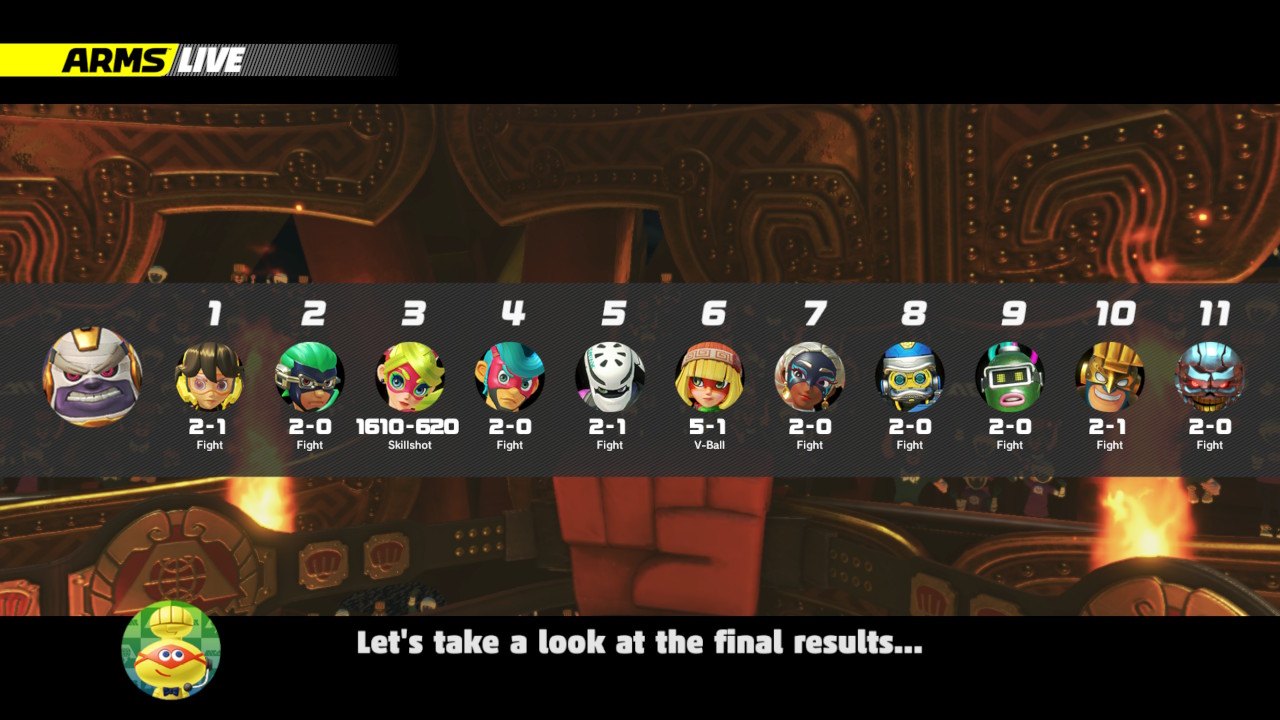 ARMS LIVE
1 2 3 4 5 6 7 8 9 10 11
2-1 2-0 1610-620 2-0 2-1 5-1 2-0 2-0 2-0 2-1 2-0
Fight Fight Skillshot Fight Fight V-Ball Fight Fight Fight Fight Fight
Let's take a look at the final results...